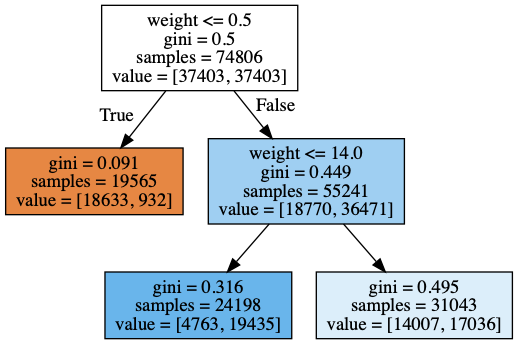 weight <= 0.5
gini = 0.5
samples = 74806
value = [37403, 37403]
True
False
gini = 0.091
samples = 19565
value = [18633, 932]
weight <= 14.0
gini = 0.449
samples = 55241
value = [18770, 36471]
gini = 0.316
samples = 24198
value = [4763, 19435]
gini = 0.495
samples = 31043
value = [14007, 17036]